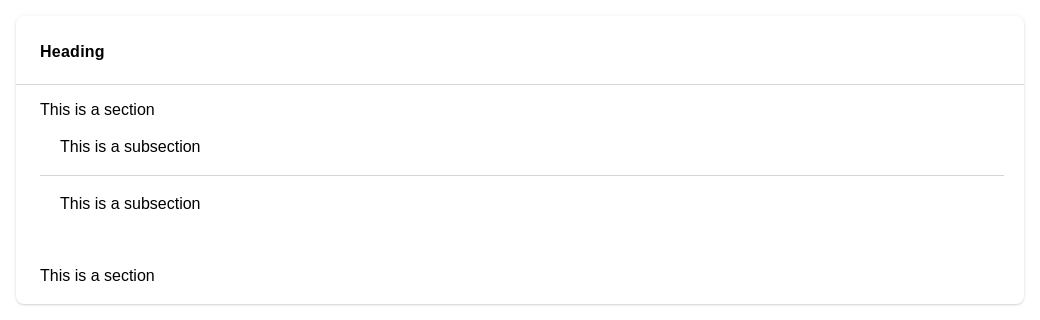 Heading
This is a section
This is a subsection
This is a subsection
This is a section